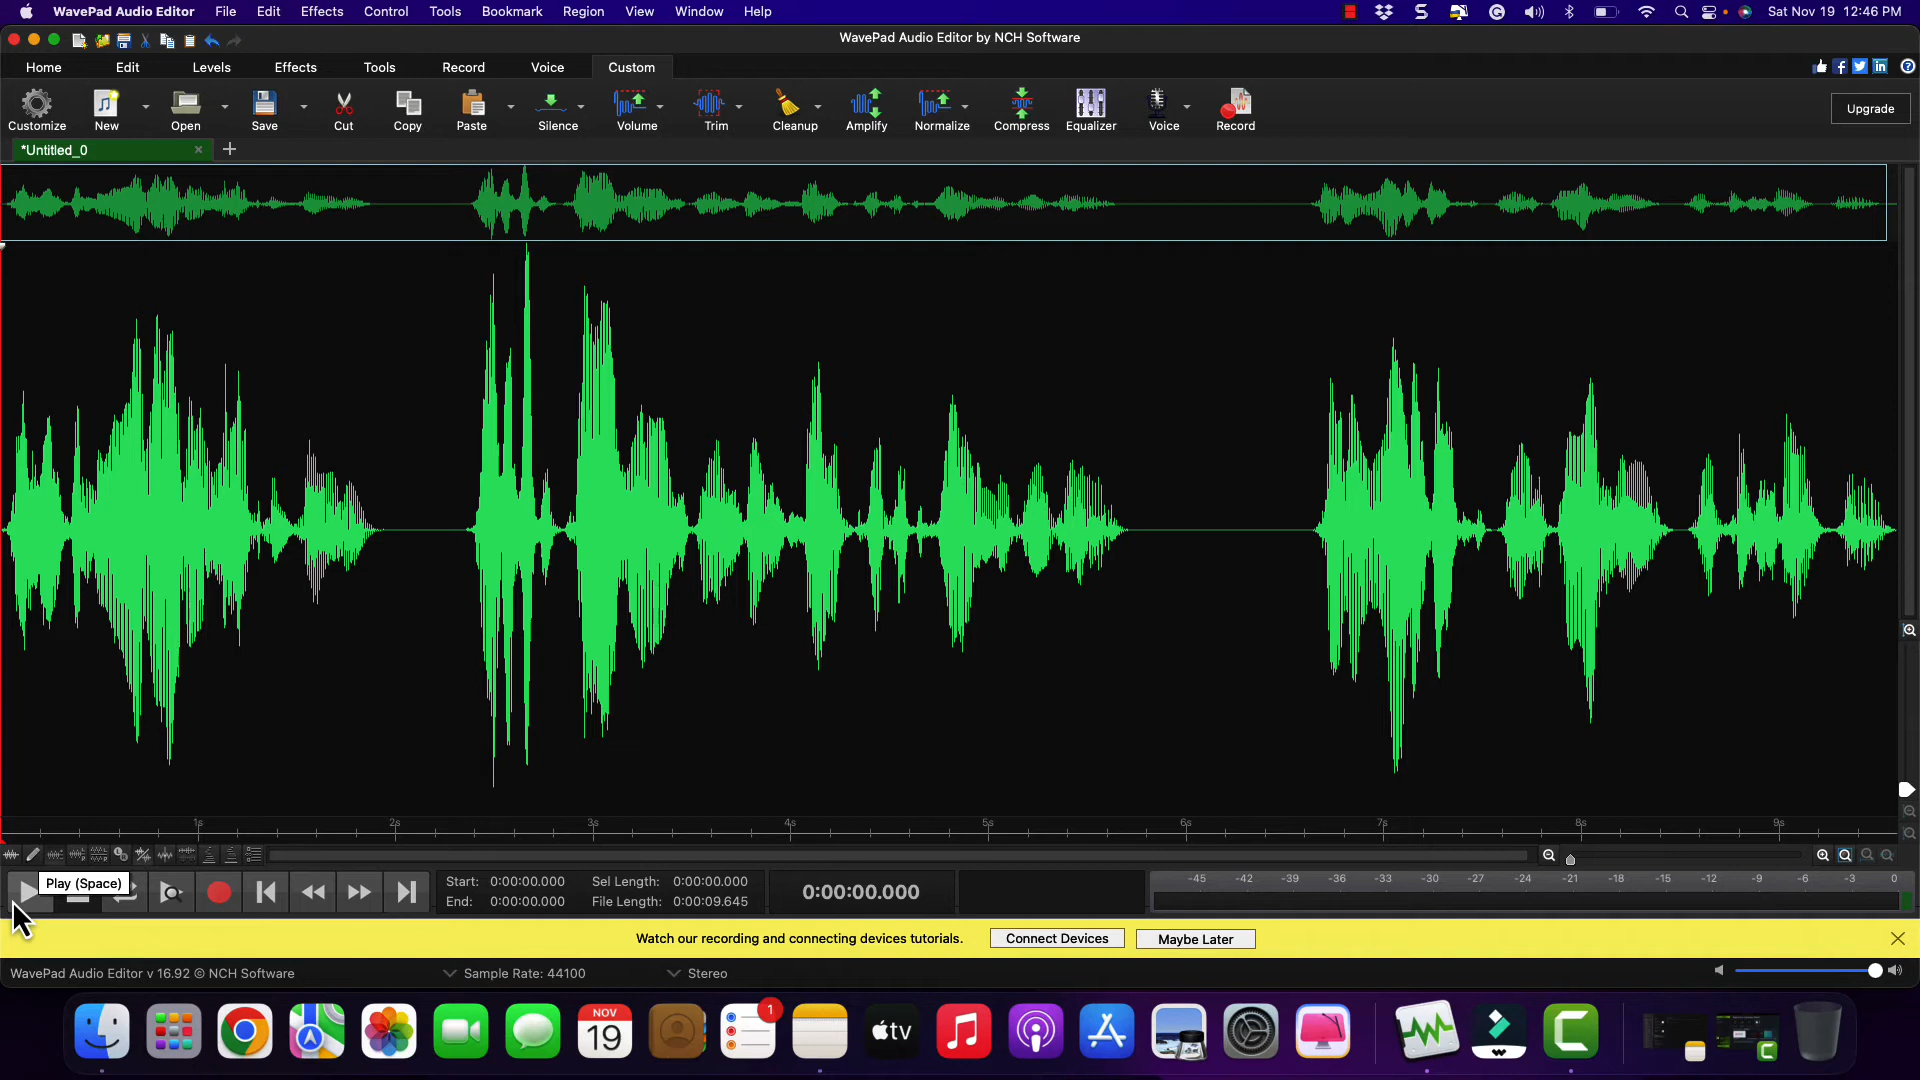 WavePad Audio Editor File Edit Effects Control Tools Bookmark Region View Window Help Sat Nov 19 12:46 PM
WavePad Audio Editor by NCH Software
Home Edit Levels Effects Tools Record Voice Custom
Customize New Open Save Cut Copy Paste Silence Volume Trim Cleanup Amplify Normalize Compress Equalizer Voice Record Upgrade
*Untitled_0
1s 2s 3s 4s 5s 6s 7s 8s 9s
Play (Space)
Start: 0:00:00.000 Sel Length: 0:00:00.000
End: 0:00:00.000 File Length: 0:00:09.645
0:00:00.000
-45 -42 -39 -36 -33 -30 -27 -24 -21 -18 -15 -12 -9 -6 -3 0
Watch our recording and connecting devices tutorials. Connect Devices Maybe Later
WavePad Audio Editor v 16.92 © NCH Software Sample Rate: 44100 Stereo
NOV
19
1
tv